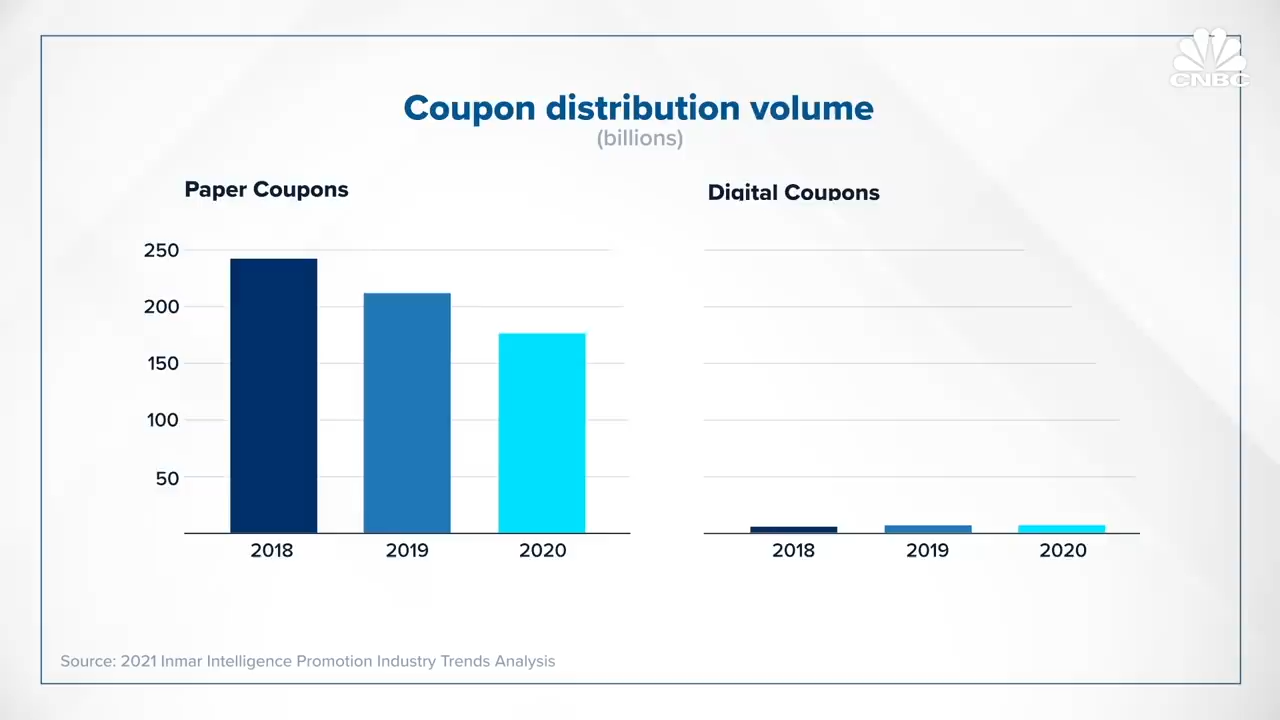 CNBC
Coupon distribution volume
(billions)
Paper Coupons
Digital Coupons
250
200
150
100
50
2018 2019 2020
2018 2019 2020
Source: 2021 Inmar Intelligence Promotion Industry Trends Analysis